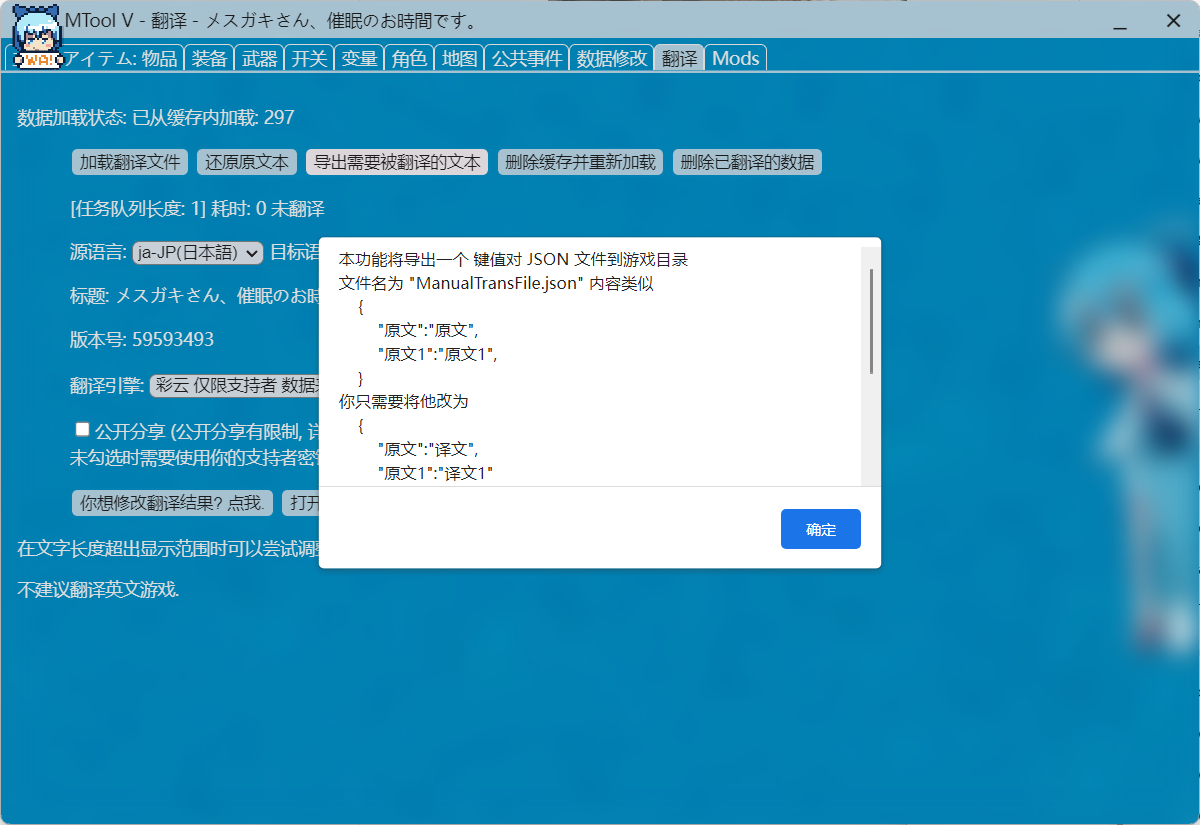 MTool V - 翻译 - メスガキさん、催眠のお時間です。
WA!
アイテム: 物品 装备 武器 开关 变量 角色 地图 公共事件 数据修改 翻译 Mods
数据加载状态: 已从缓存内加载: 297
加载翻译文件 还原原文本 导出需要被翻译的文本 删除缓存并重新加载 删除已翻译的数据
[任务队列长度: 1] 耗时: 0 未翻译
源语言: ja-JP(日本語) 目标语
标题: メスガキさん、催眠のお時
版本号: 59593493
翻译引擎: 彩云 仅限支持者 数据
公开分享 (公开分享有限制, 详
未勾选时需要使用你的支持者密
你想修改翻译结果? 点我. 打开
在文字长度超出显示范围时可以尝试调
不建议翻译英文游戏.
本功能将导出一个 键值对 JSON 文件到游戏目录
文件名为 "ManualTransFile.json" 内容类似
{
"原文":"原文",
"原文1":"原文1",
}
你只需要将他改为
{
"原文":"译文",
"原文1":"译文1"
确定